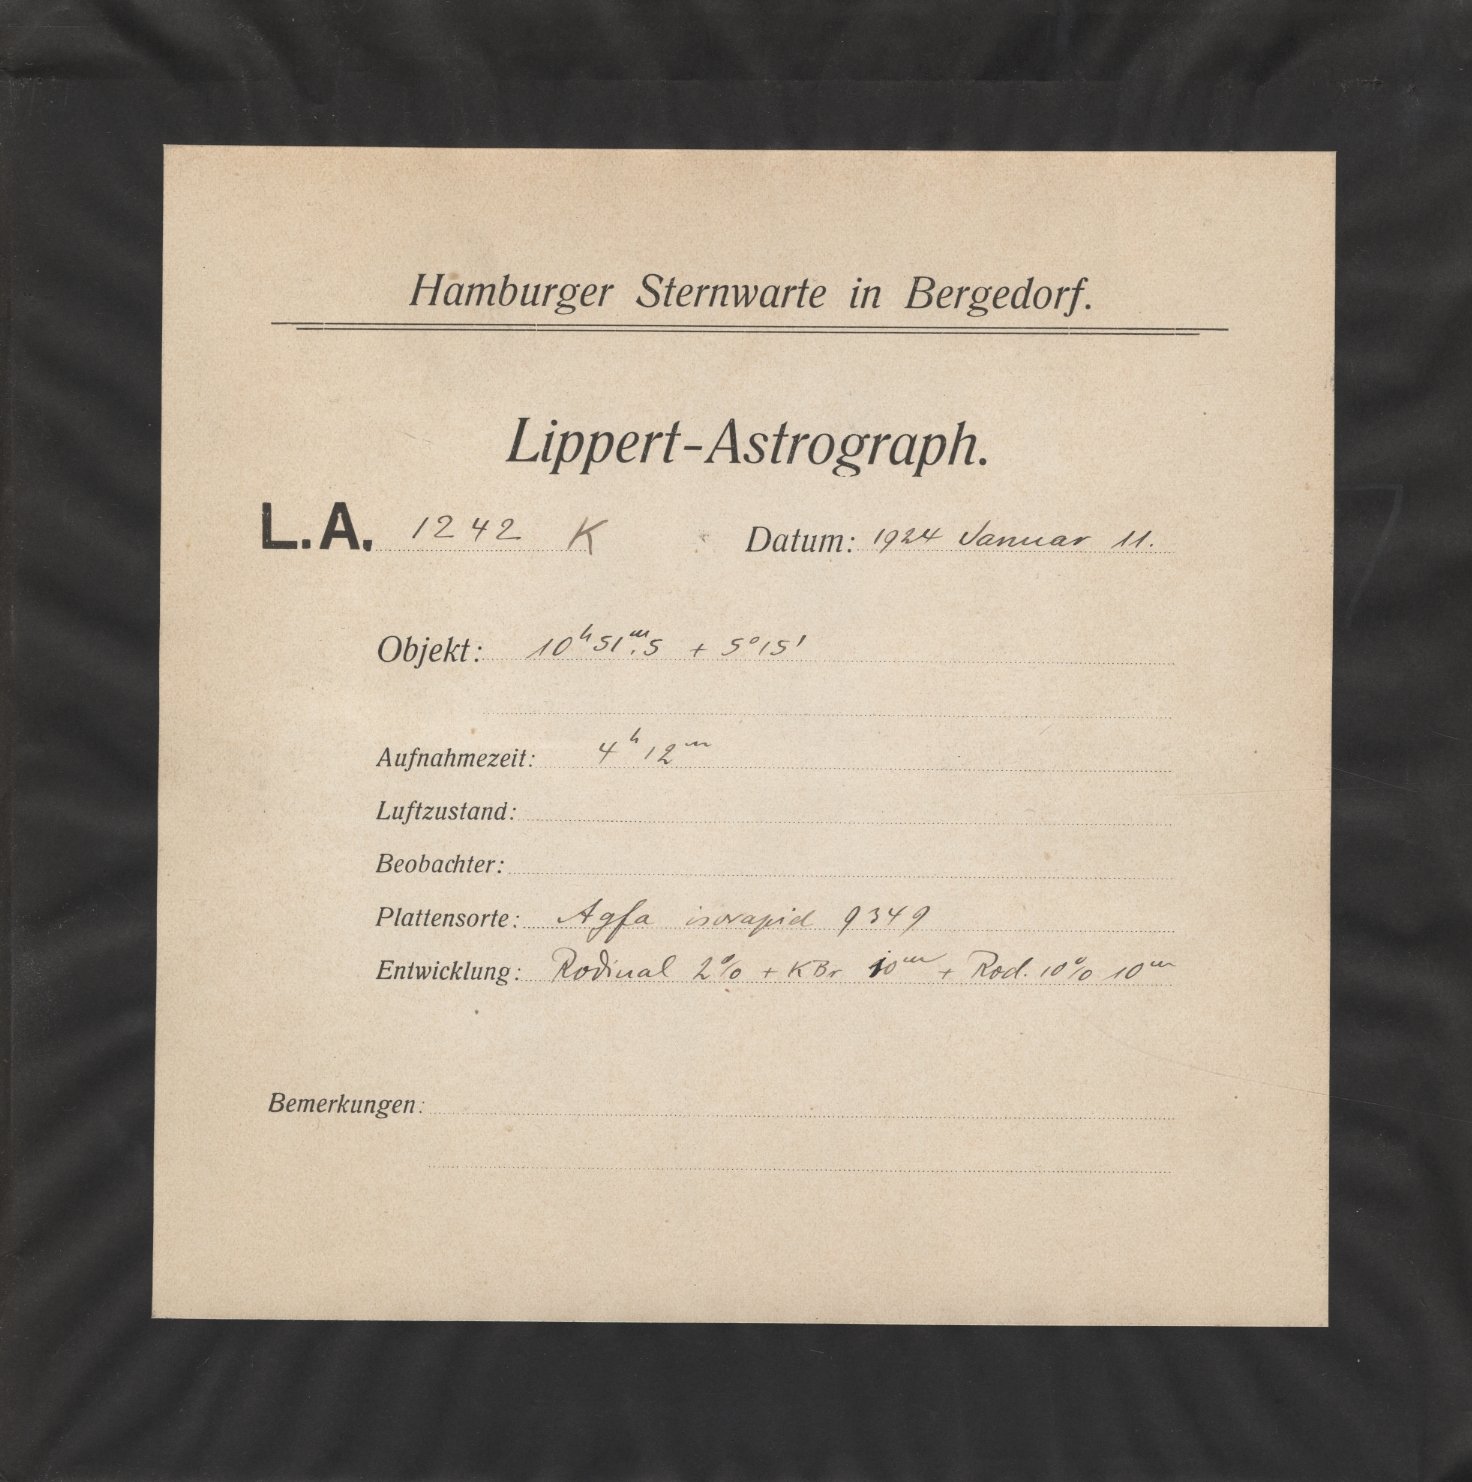 Hamburger Sternwarte in Bergedorf.
Lippert-Astrograph.
L.A. 1242 K Datum: 1924 Januar 11.
Objekt: 10ʰ 51ᵐ.5 + 5° 15'
Aufnahmezeit: 4ʰ 12ᵐ
Luftzustand:
Beobachter:
Plattensorte: Agfa isorapid 9349
Entwicklung: Rodinal 2% + KBr 10ᵐ + Rod. 10% 10ᵐ
Bemerkungen: